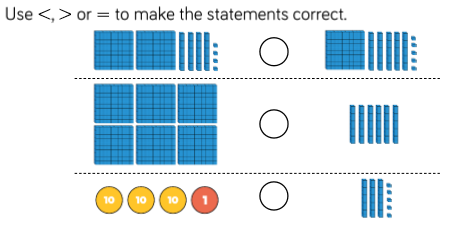 Use <, > or = to make the statements correct.
10 10 10 1